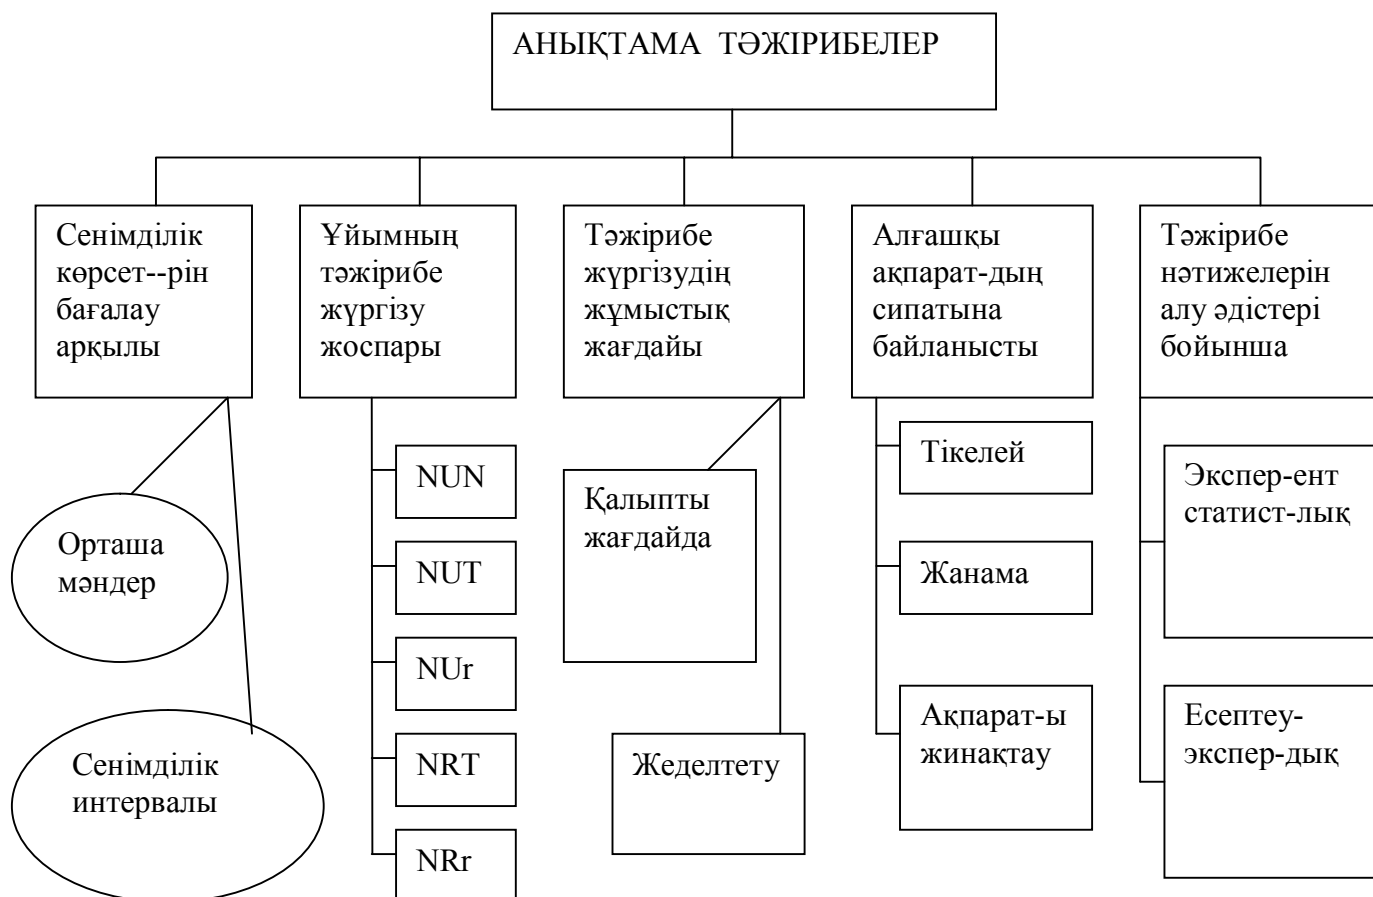 АНЫҚТАМА ТӘЖІРИБЕЛЕР
Сенімділік
көрсет--рін
бағалау
арқылы
Ұйымның
тәжірибе
жүргізу
жоспары
Тәжірибе
жүргізудің
жұмыстық
жағдайы
Алғашқы
ақпарат-дың
сипатына
байланысты
Тәжірибе
нәтижелерін
алу әдістері
бойынша
Орташа
мәндер
Сенімділік
интервалы
NUN
NUT
NUr
NRT
NRr
Қалыпты
жағдайда
Жеделтету
Тікелей
Жанама
Ақпарат-ы
жинақтау
Экспер-ент
статист-лық
Есептеу-
экспер-дық